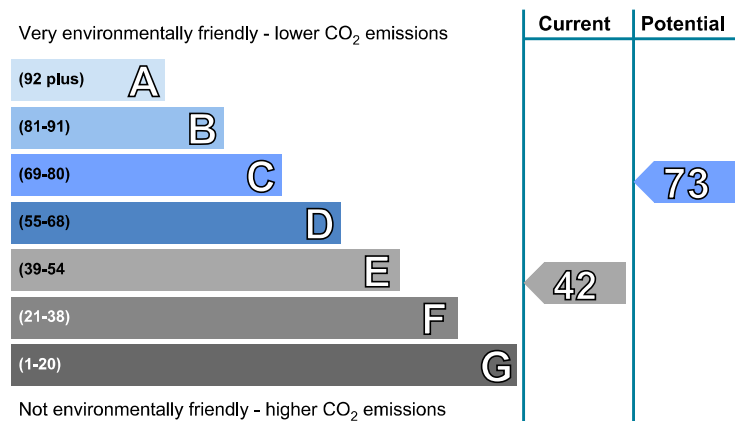 Very environmentally friendly - lower CO₂ emissions
Current
Potential
(92 plus) A
(81-91) B
(69-80) C
73
(55-68) D
(39-54 E
42
(21-38) F
(1-20) G
Not environmentally friendly - higher CO₂ emissions